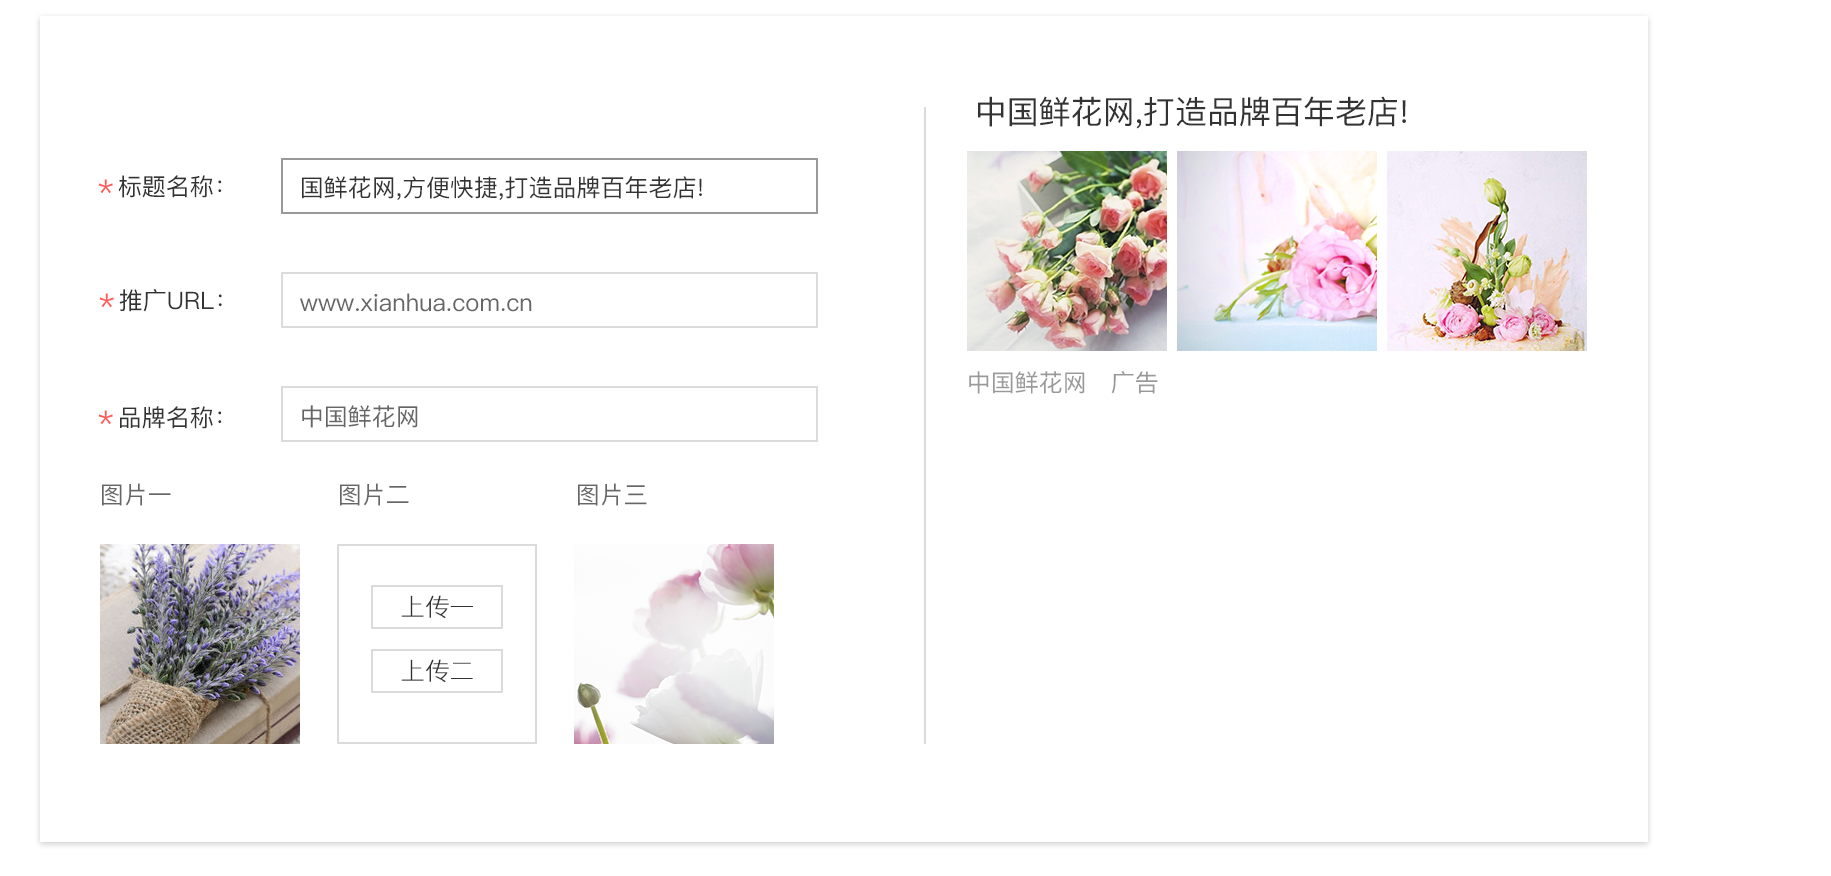 * 标题名称：
国鲜花网,方便快捷,打造品牌百年老店!
* 推广URL：
www.xianhua.com.cn
* 品牌名称：
中国鲜花网
图片一
图片二
图片三
上传一
上传二
中国鲜花网,打造品牌百年老店!
中国鲜花网 广告